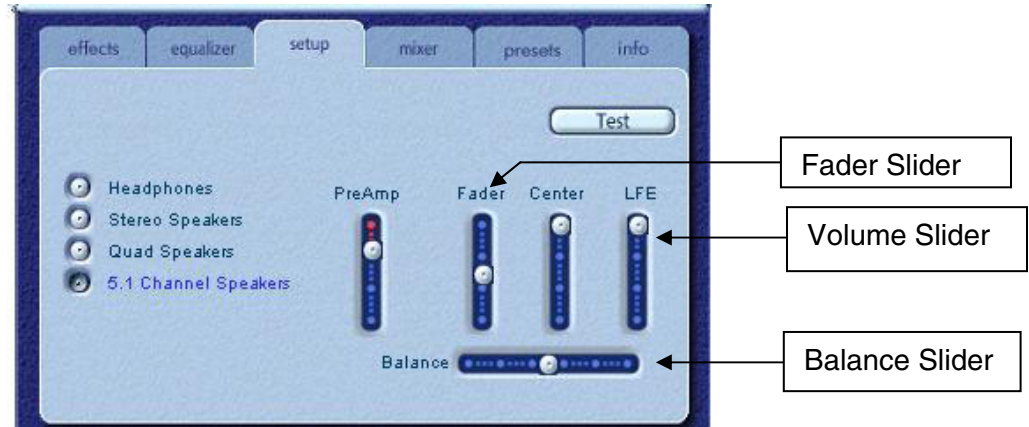 effects equalizer setup mixer presets info
Test
Headphones
Stereo Speakers
Quad Speakers
5.1 Channel Speakers
PreAmp Fader Center LFE
Balance
Fader Slider
Volume Slider
Balance Slider